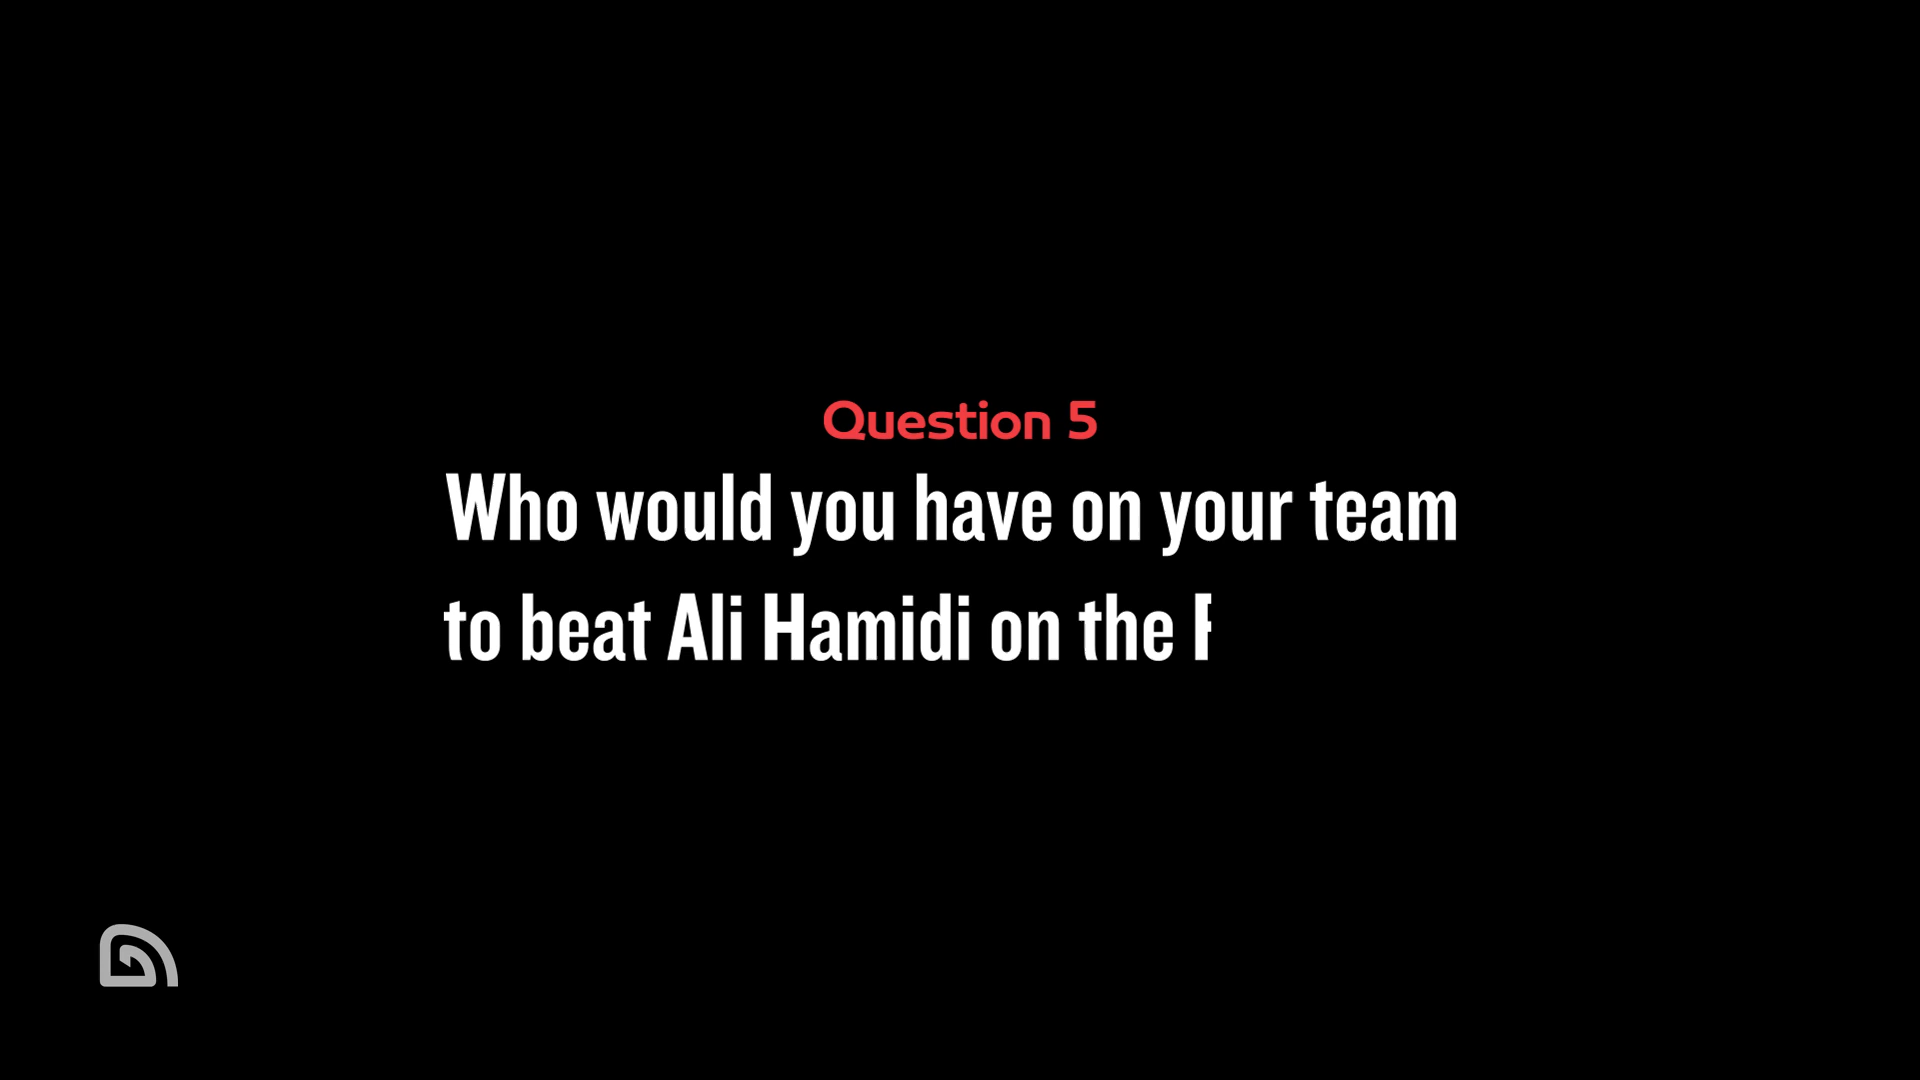 Question 5
Who would you have on your team
to beat Ali Hamidi on the